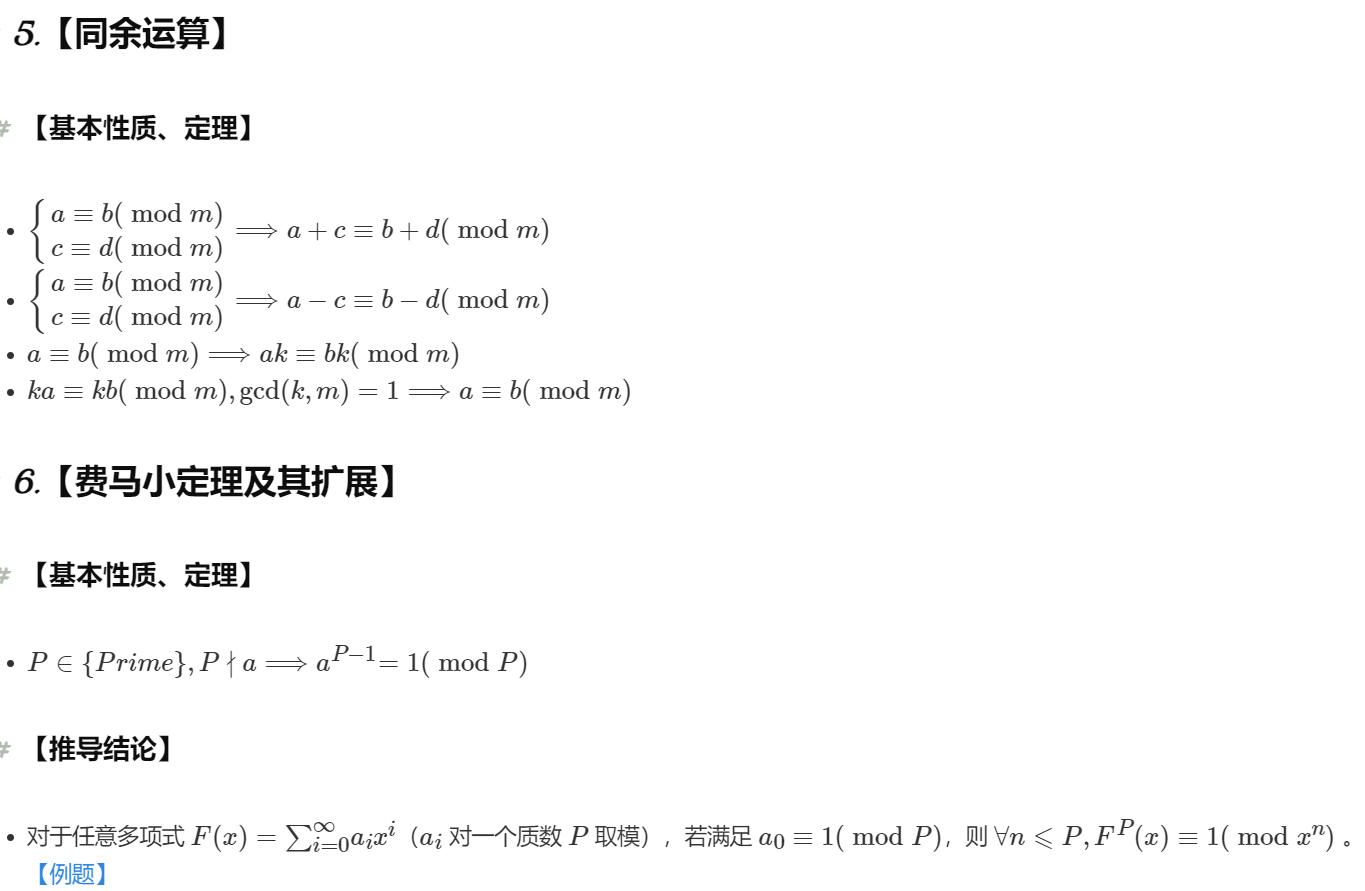 5.【同余运算】
# 【基本性质、定理】
• { a ≡ b( mod m)
c ≡ d( mod m) ⟹ a + c ≡ b + d( mod m)
• { a ≡ b( mod m)
c ≡ d( mod m) ⟹ a − c ≡ b − d( mod m)
• a ≡ b( mod m) ⟹ ak ≡ bk( mod m)
• ka ≡ kb( mod m), gcd(k, m) = 1 ⟹ a ≡ b( mod m)
6.【费马小定理及其扩展】
# 【基本性质、定理】
• P ∈ {Prime}, P ∤ a ⟹ a^{P−1} = 1( mod P)
# 【推导结论】
• 对于任意多项式 F(x) = ∑_{i=0}^{∞} a_i x^i（a_i 对一个质数 P 取模），若满足 a_0 ≡ 1( mod P)，则 ∀n ⩽ P, F^P(x) ≡ 1( mod x^n) 。
【例题】